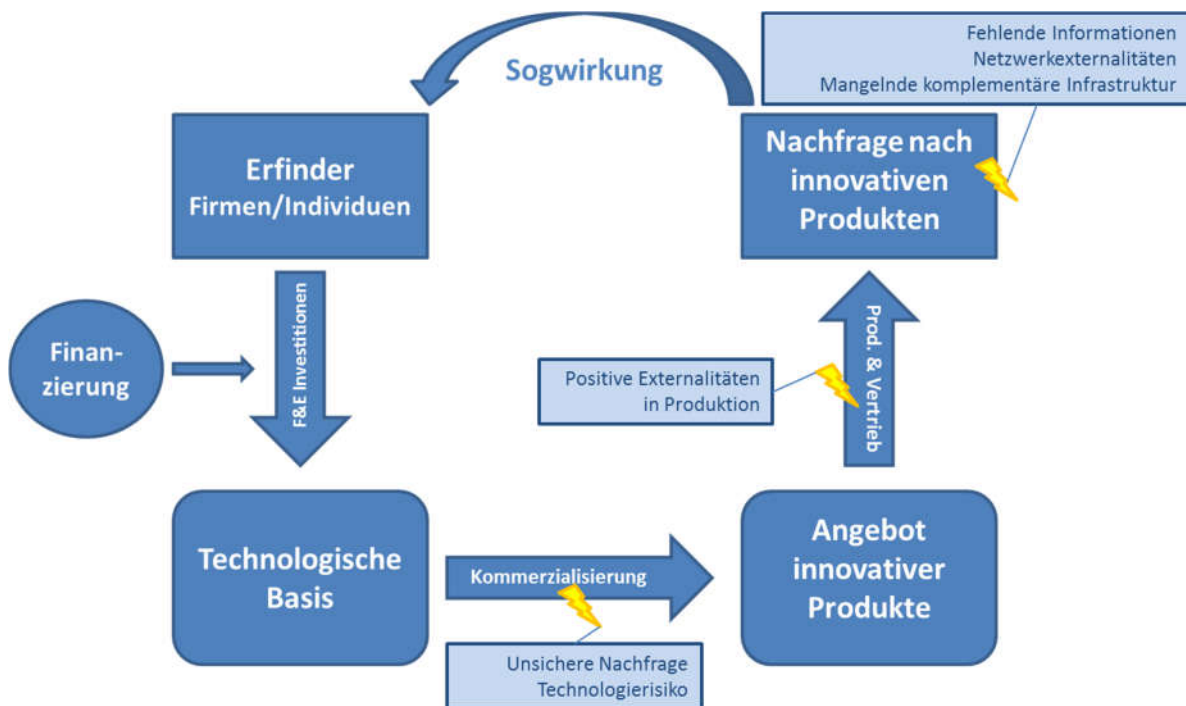 Fehlende Informationen
Netzwerkexternalitäten
Mangelnde komplementäre Infrastruktur
Sogwirkung
Erfinder
Firmen/Individuen
Nachfrage nach
innovativen
Produkten
Finan-
zierung
F&E Investitionen
Positive Externalitäten
in Produktion
Prod. & Vertrieb
Technologische
Basis
Kommerzialisierung
Angebot
innovativer
Produkte
Unsichere Nachfrage
Technologierisiko